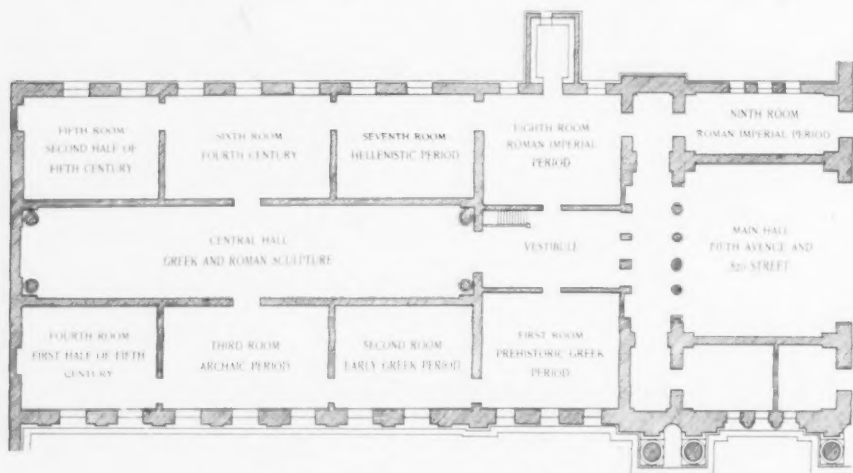 FIFTH ROOM
SECOND HALF OF
FIFTH CENTURY
SIXTH ROOM
FOURTH CENTURY
SEVENTH ROOM
HELLENISTIC PERIOD
EIGHTH ROOM
ROMAN IMPERIAL
PERIOD
NINTH ROOM
ROMAN IMPERIAL PERIOD
CENTRAL HALL
GREEK AND ROMAN SCULPTURE
VESTIBULE
MAIN HALL
FIFTH AVENUE AND
82D STREET
FOURTH ROOM
FIRST HALF OF FIFTH
CENTURY
THIRD ROOM
ARCHAIC PERIOD
SECOND ROOM
EARLY GREEK PERIOD
FIRST ROOM
PREHISTORIC GREEK
PERIOD